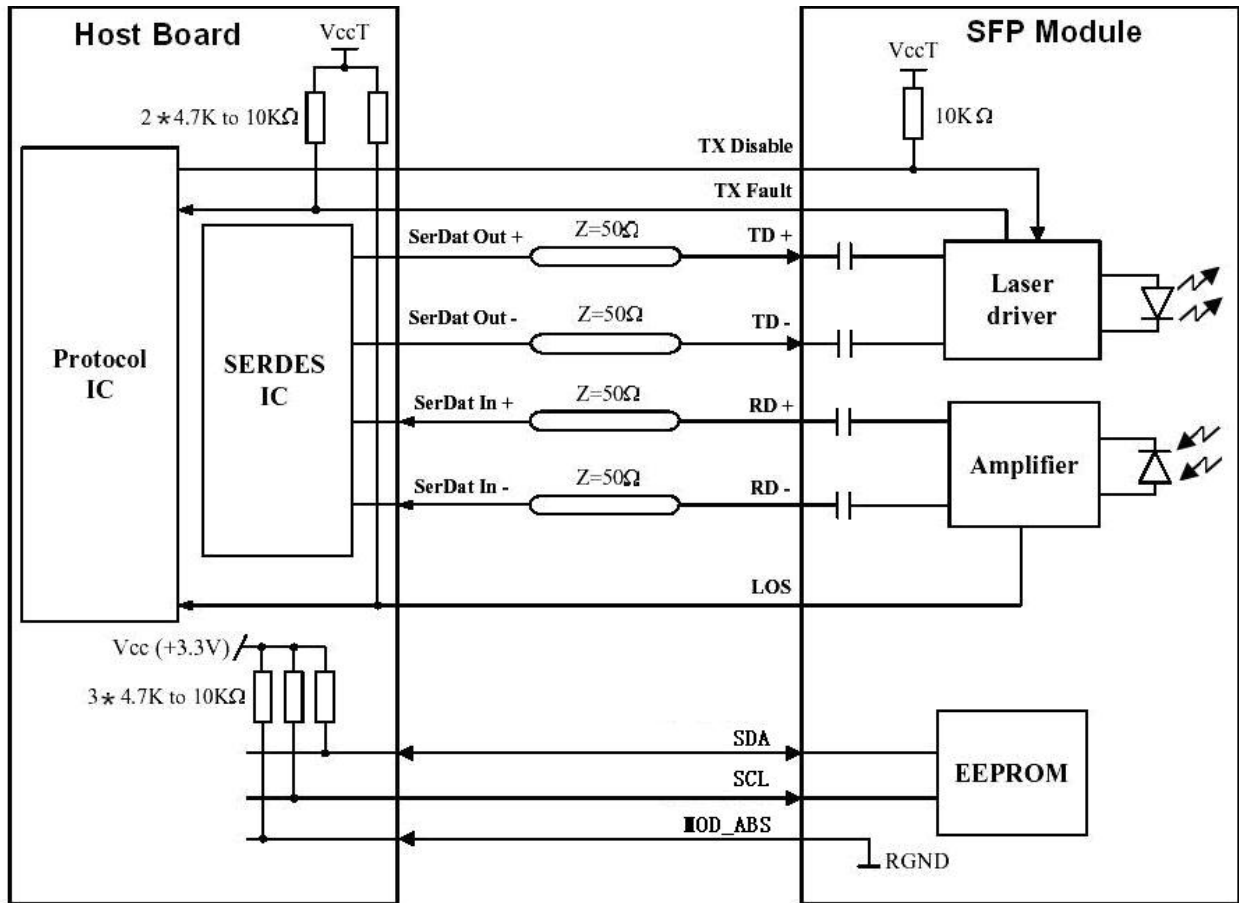 Host Board
SFP Module
VccT
VccT
2*4.7K to 10KΩ
10KΩ
TX Disable
TX Fault
SerDat Out +
Z=50Ω
TD +
SerDat Out -
Z=50Ω
TD -
Laser
driver
Protocol
IC
SERDES
IC
SerDat In +
Z=50Ω
RD +
SerDat In -
Z=50Ω
RD -
Amplifier
LOS
Vcc (+3.3V)
3*4.7K to 10KΩ
SDA
SCL
MOD_ABS
EEPROM
RGND